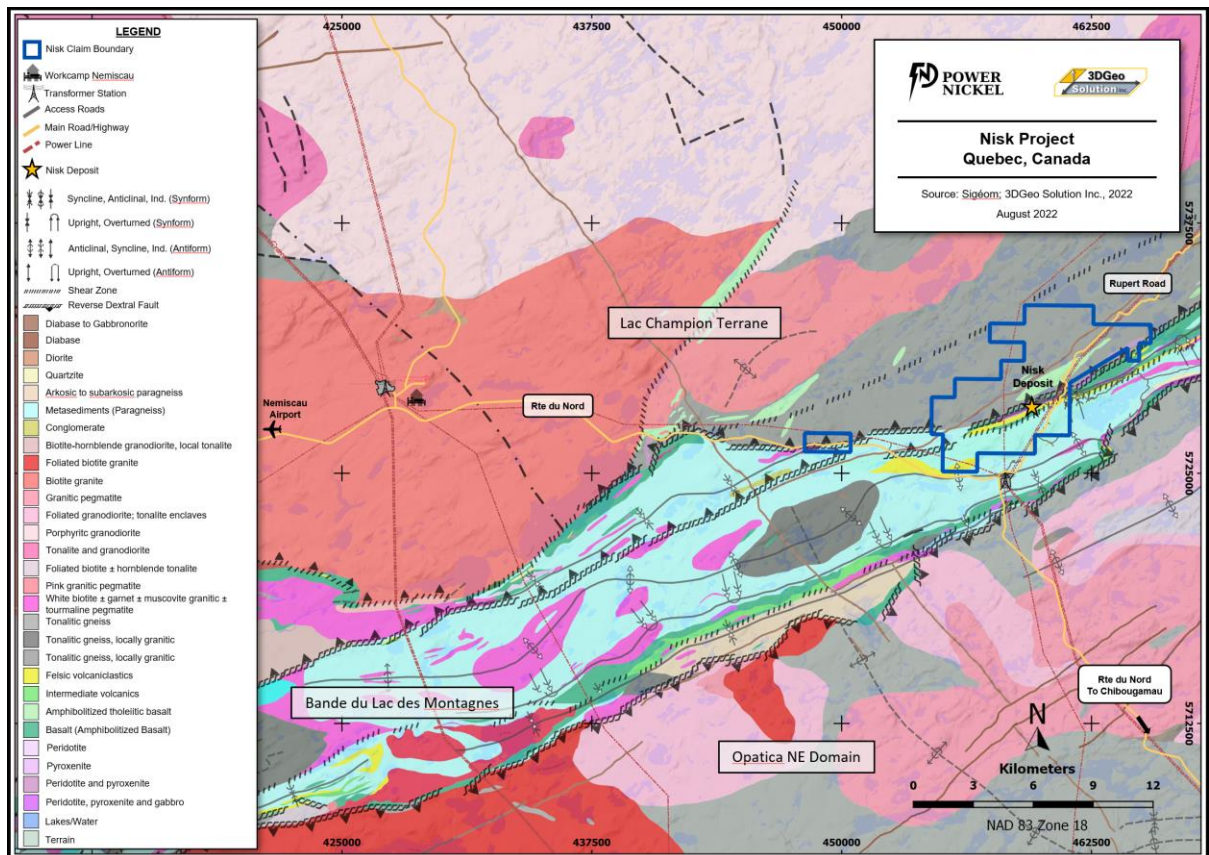 425000
437500
450000
462500
LEGEND
Nisk Claim Boundary
Workcamp Nemiscau
Transformer Station
Access Roads
Main Road/Highway
Power Line
Nisk Deposit
Syncline, Anticlinal, Ind. (Synform)
Upright, Overturned (Synform)
Anticlinal, Syncline, Ind. (Antiform)
Upright, Overturned (Antiform)
Shear Zone
Reverse Dextral Fault
Diabase to Gabbronorite
Diabase
Diorite
Quartzite
Arkosic to subarkosic paragneiss
Metasediments (Paragneiss)
Conglomerate
Biotite-hornblende granodiorite, local tonalite
Foliated biotite granite
Biotite granite
Granitic pegmatite
Foliated granodiorite; tonalite enclaves
Porphyritc granodiorite
Tonalite and granodiorite
Foliated biotite ± hornblende tonalite
Pink granitic pegmatite
White biotite ± garnet ± muscovite granitic ±
tourmaline pegmatite
Tonalitic gneiss
Tonalitic gneiss, locally granitic
Tonalitic gneiss, locally granitic
Felsic volcaniclastics
Intermediate volcanics
Amphibolitized tholeiitic basalt
Basalt (Amphibolitized Basalt)
Peridotite
Pyroxenite
Peridotite and pyroxenite
Peridotite, pyroxenite and gabbro
Lakes/Water
Terrain
POWER
NICKEL
3DGeo
Solution Inc.
Nisk Project
Quebec, Canada
Source: Sigéom; 3DGeo Solution Inc., 2022
August 2022
5737500
Rupert Road
Lac Champion Terrane
Nisk
Deposit
Nemiscau
Airport
Rte du Nord
5725000
Bande du Lac des Montagnes
Opatica NE Domain
Rte du Nord
To Chibougamau
5712500
N
Kilometers
0 3 6 9 12
NAD 83 Zone 18
425000
437500
450000
462500